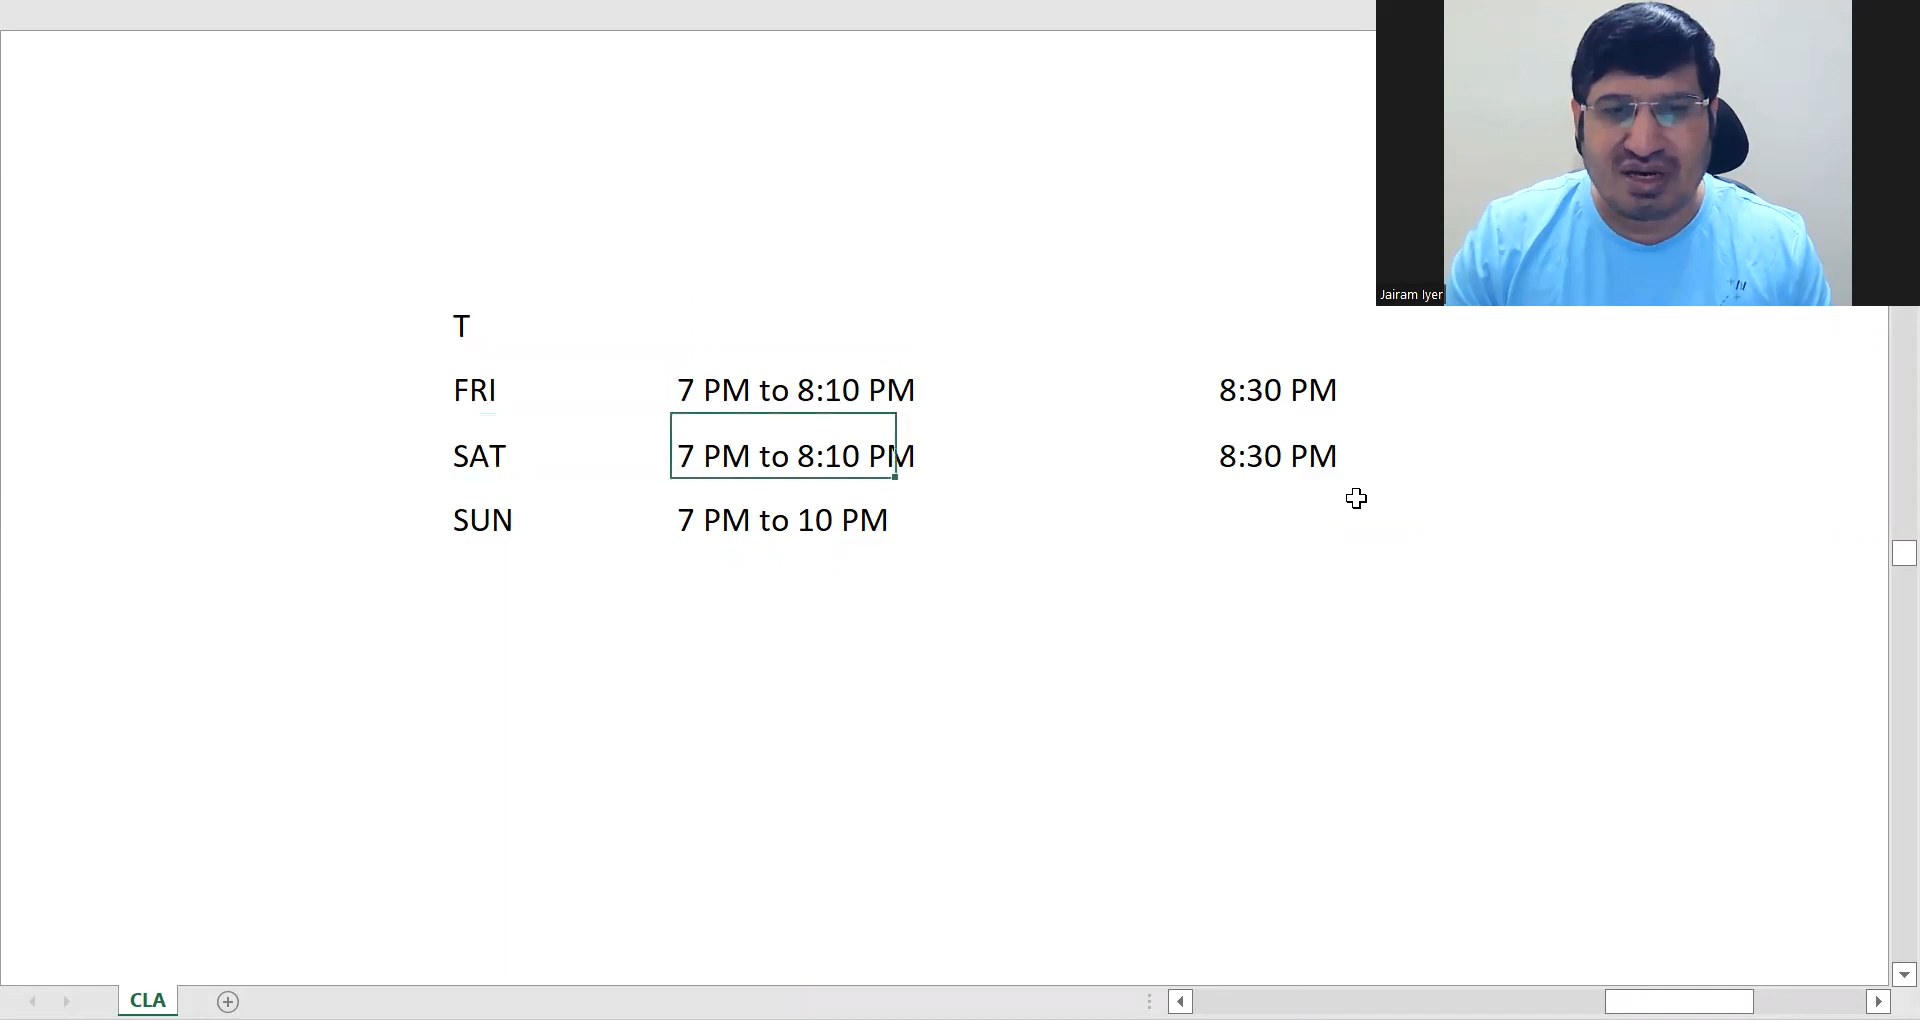 Jairam Iyer
T
FRI 7 PM to 8:10 PM 8:30 PM
SAT 7 PM to 8:10 PM 8:30 PM
SUN 7 PM to 10 PM
CLA